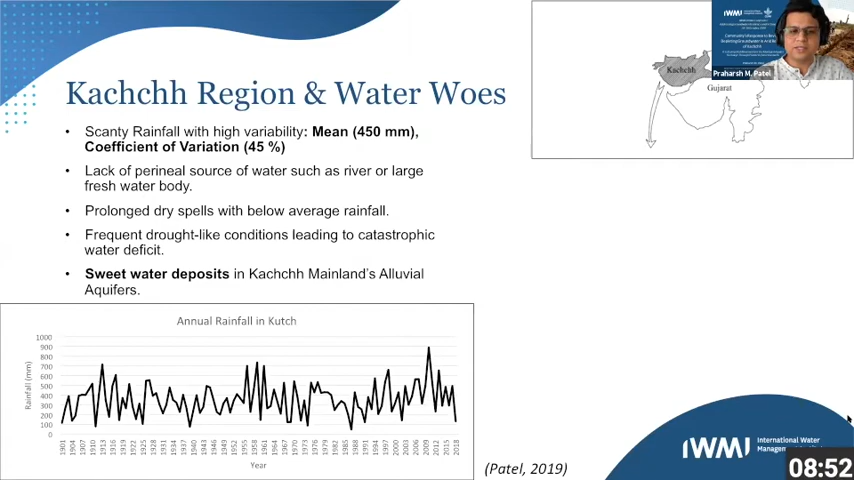 Kachchh Region & Water Woes
• Scanty Rainfall with high variability: Mean (450 mm),
Coefficient of Variation (45 %)
• Lack of perineal source of water such as river or large
fresh water body.
• Prolonged dry spells with below average rainfall.
• Frequent drought-like conditions leading to catastrophic
water deficit.
• Sweet water deposits in Kachchh Mainland's Alluvial
Aquifers.
Annual Rainfall in Kutch
Rainfall (mm)
1000
900
800
700
600
500
400
300
200
100
0
1901 1904 1907 1910 1913 1916 1919 1922 1925 1928 1931 1934 1937 1940 1943 1946 1949 1952 1955 1958 1961 1964 1967 1970 1973 1976 1979 1982 1985 1988 1991 1994 1997 2000 2003 2006 2009 2012 2015 2018
Year
(Patel, 2019)
Kachchh
Gujarat
IWMI
Praharsh M. Patel
IWMI
International Water
08:52